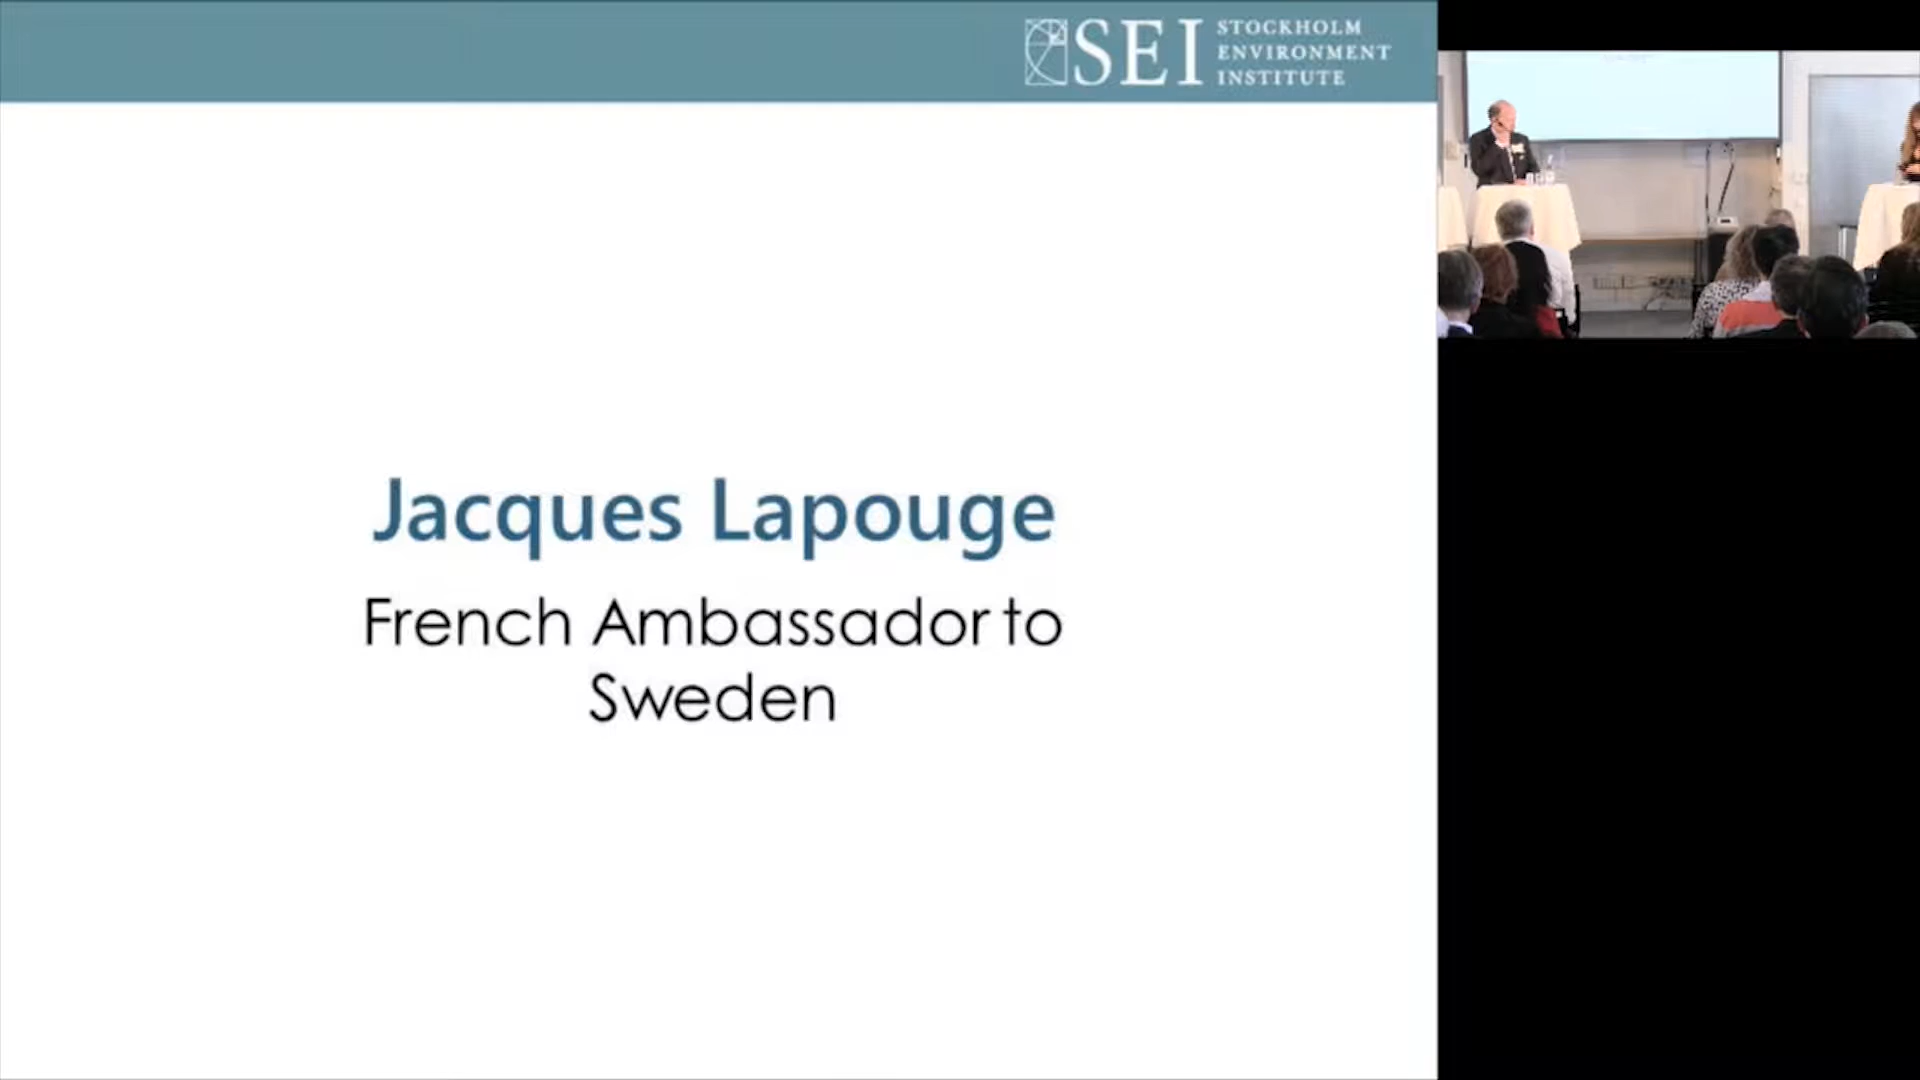 SEI STOCKHOLM
ENVIRONMENT
INSTITUTE
Jacques Lapouge
French Ambassador to
Sweden